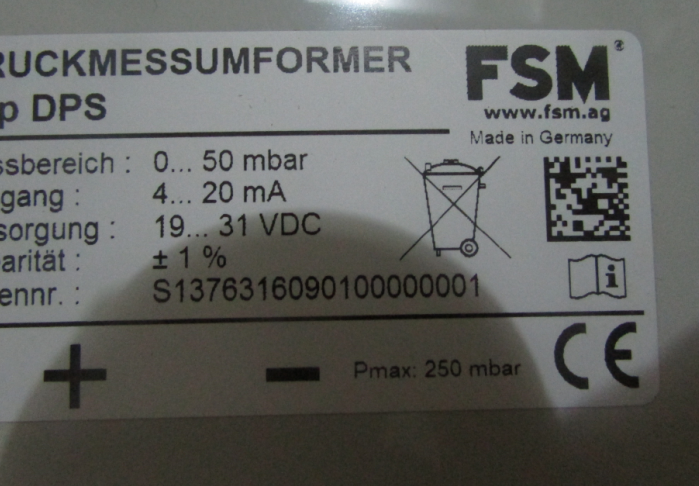 RUCKMESSUMFORMER
p DPS
FSM®
www.fsm.ag
Made in Germany
ssbereich : 0... 50 mbar
gang : 4... 20 mA
sorgung : 19... 31 VDC
arität : ± 1 %
ennr. : S1376316090100000001
+ − Pmax: 250 mbar CE